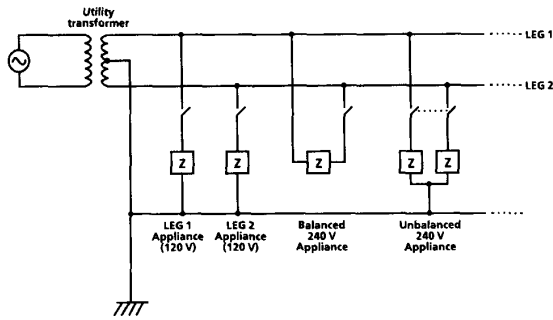 Utility
transformer
LEG 1
LEG 2
Z
Z
Z
Z
Z
LEG 1
Appliance
(120 V)
LEG 2
Appliance
(120 V)
Balanced
240 V
Appliance
Unbalanced
240 V
Appliance